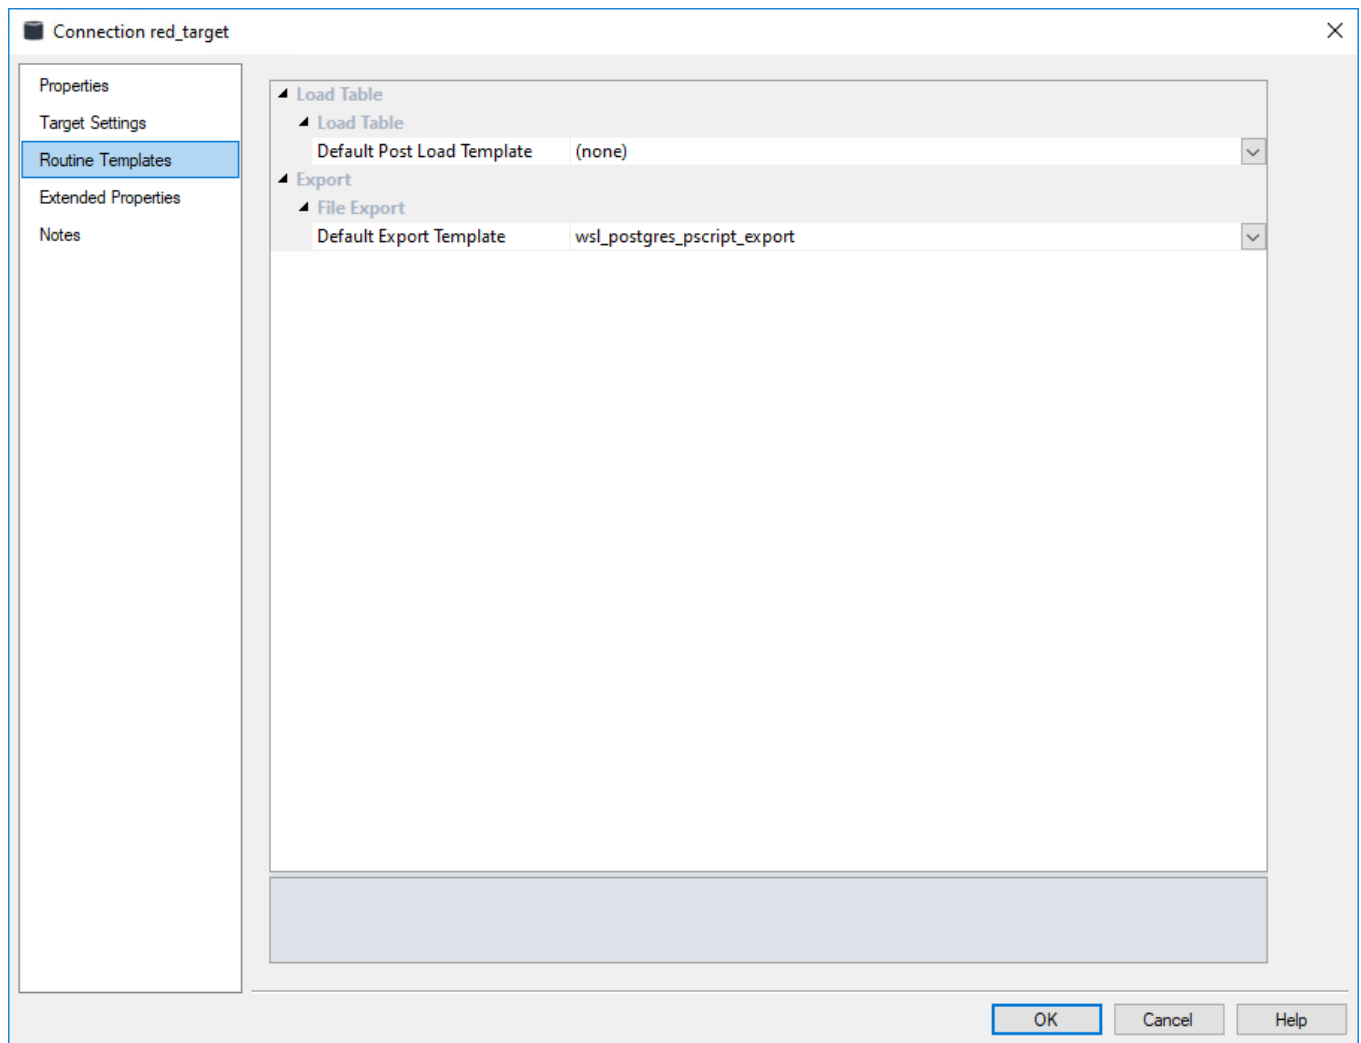 Connection red_target
Properties
Target Settings
Routine Templates
Extended Properties
Notes
Load Table
Load Table
Default Post Load Template (none)
Export
File Export
Default Export Template wsl_postgres_pscript_export
OK Cancel Help